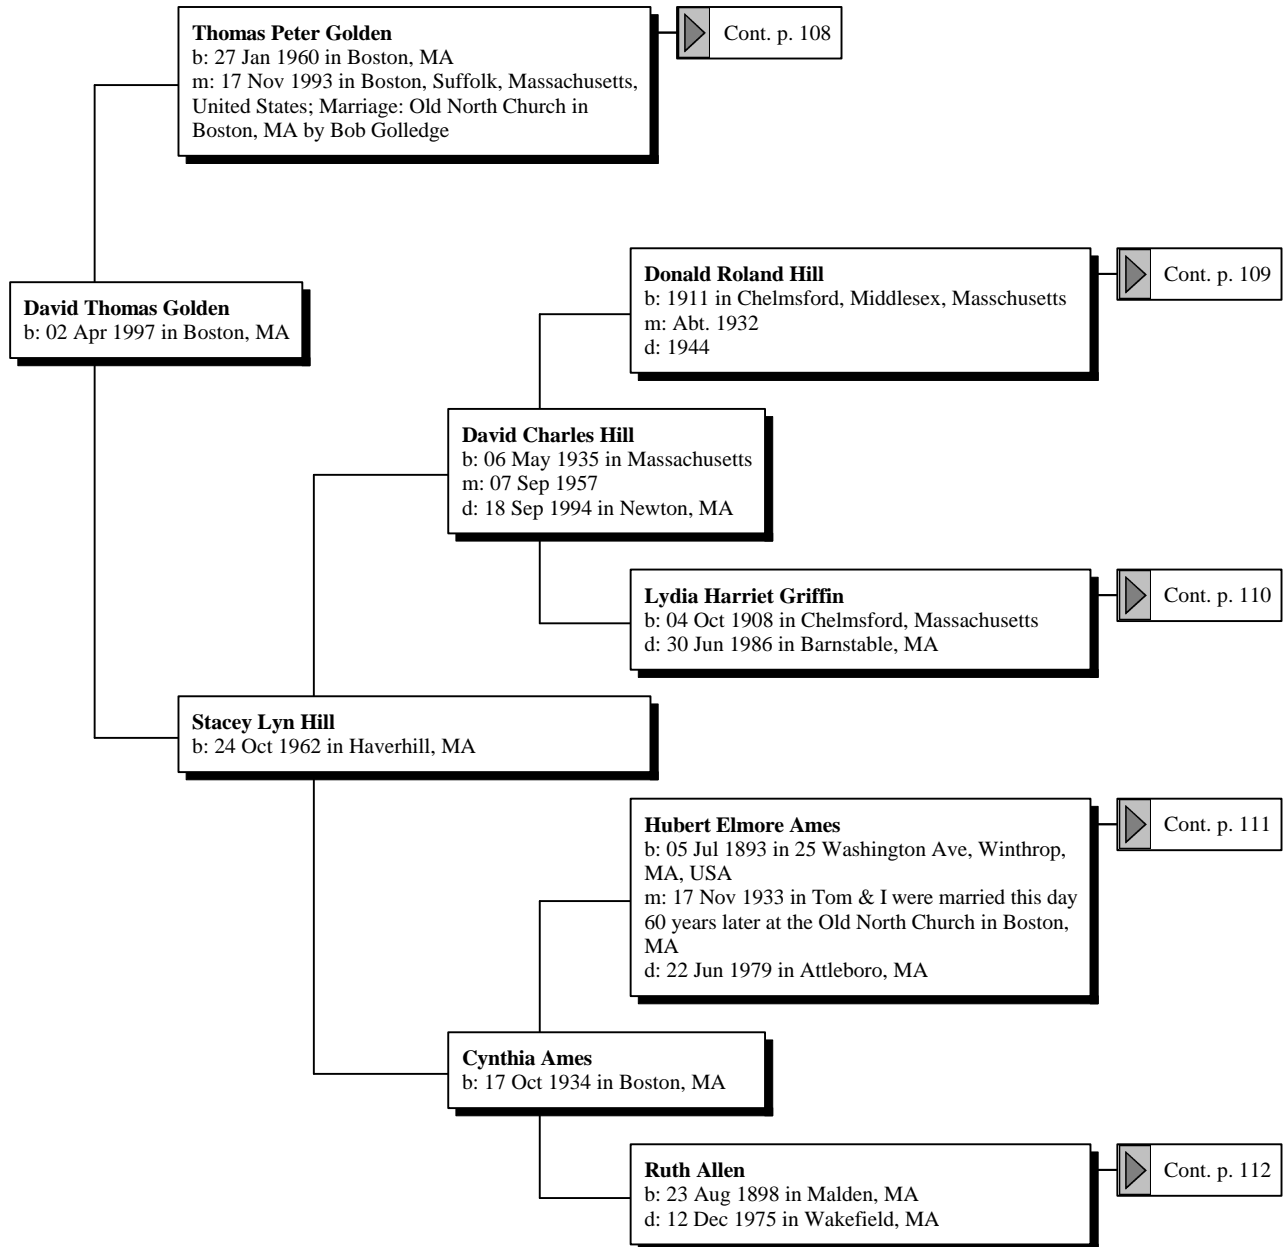 Thomas Peter Golden
b: 27 Jan 1960 in Boston, MA
m: 17 Nov 1993 in Boston, Suffolk, Massachusetts,
United States; Marriage: Old North Church in
Boston, MA by Bob Golledge
Cont. p. 108
Donald Roland Hill
b: 1911 in Chelmsford, Middlesex, Masschusetts
m: Abt. 1932
d: 1944
Cont. p. 109
David Thomas Golden
b: 02 Apr 1997 in Boston, MA
David Charles Hill
b: 06 May 1935 in Massachusetts
m: 07 Sep 1957
d: 18 Sep 1994 in Newton, MA
Lydia Harriet Griffin
b: 04 Oct 1908 in Chelmsford, Massachusetts
d: 30 Jun 1986 in Barnstable, MA
Cont. p. 110
Stacey Lyn Hill
b: 24 Oct 1962 in Haverhill, MA
Hubert Elmore Ames
b: 05 Jul 1893 in 25 Washington Ave, Winthrop,
MA, USA
m: 17 Nov 1933 in Tom & I were married this day
60 years later at the Old North Church in Boston,
MA
d: 22 Jun 1979 in Attleboro, MA
Cont. p. 111
Cynthia Ames
b: 17 Oct 1934 in Boston, MA
Ruth Allen
b: 23 Aug 1898 in Malden, MA
d: 12 Dec 1975 in Wakefield, MA
Cont. p. 112